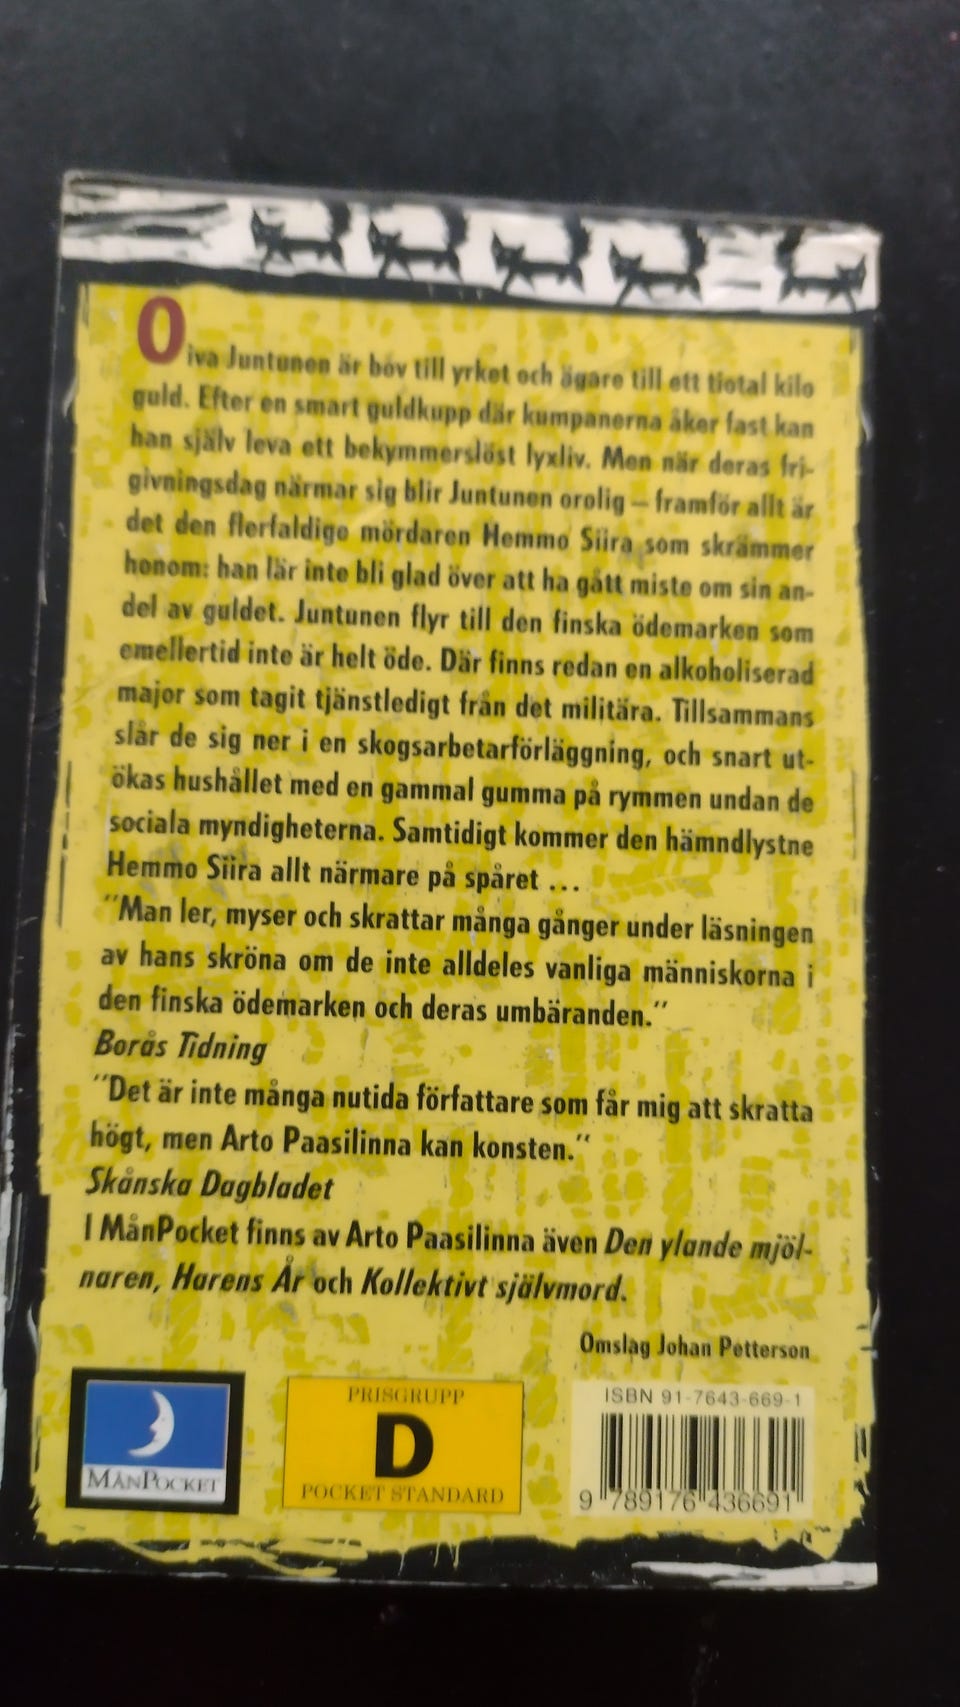 Oiva Juntunen är bov till yrket och ägare till ett tiotal kilo
guld. Efter en smart guldkupp där kumpanerna åker fast kan
han själv leva ett bekymmerslöst lyxliv. Men när deras fri-
givningsdag närmar sig blir Juntunen orolig – framför allt är
det den flerfaldige mördaren Hemmo Siira som skrämmer
honom: han lär inte bli glad över att ha gått miste om sin an-
del av guldet. Juntunen flyr till den finska ödemarken som
emellertid inte är helt öde. Där finns redan en alkoholiserad
major som tagit tjänstledigt från det militära. Tillsammans
slår de sig ner i en skogsarbetarförläggning, och snart ut-
ökas hushållet med en gammal gumma på rymmen undan de
sociala myndigheterna. Samtidigt kommer den hämndlystne
Hemmo Siira allt närmare på spåret ...
"Man ler, myser och skrattar många gånger under läsningen
av hans skröna om de inte alldeles vanliga människorna i
den finska ödemarken och deras umbäranden."
Borås Tidning
"Det är inte många nutida författare som får mig att skratta
högt, men Arto Paasilinna kan konsten."
Skånska Dagbladet
I MånPocket finns av Arto Paasilinna även Den ylande mjöl-
naren, Harens År och Kollektivt självmord.
Omslag Johan Petterson
MÅNPOCKET
PRISGRUPP
D
POCKET STANDARD
ISBN 91-7643-669-1
9 789176 436691